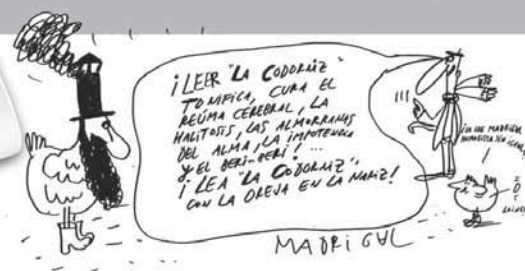 ¡LEER "LA CODORNIZ"
TONIFICA, CURA EL
REÚMA CEREBRAL, LA
HALITOSIS, LAS ALMORRANAS
DEL ALMA, LA IMPOTENCIA
Y EL BERI-BERI!...
¡LEA "LA CODORNIZ",
CON LA OREJA EN LA NARIZ!
MADRIGAL